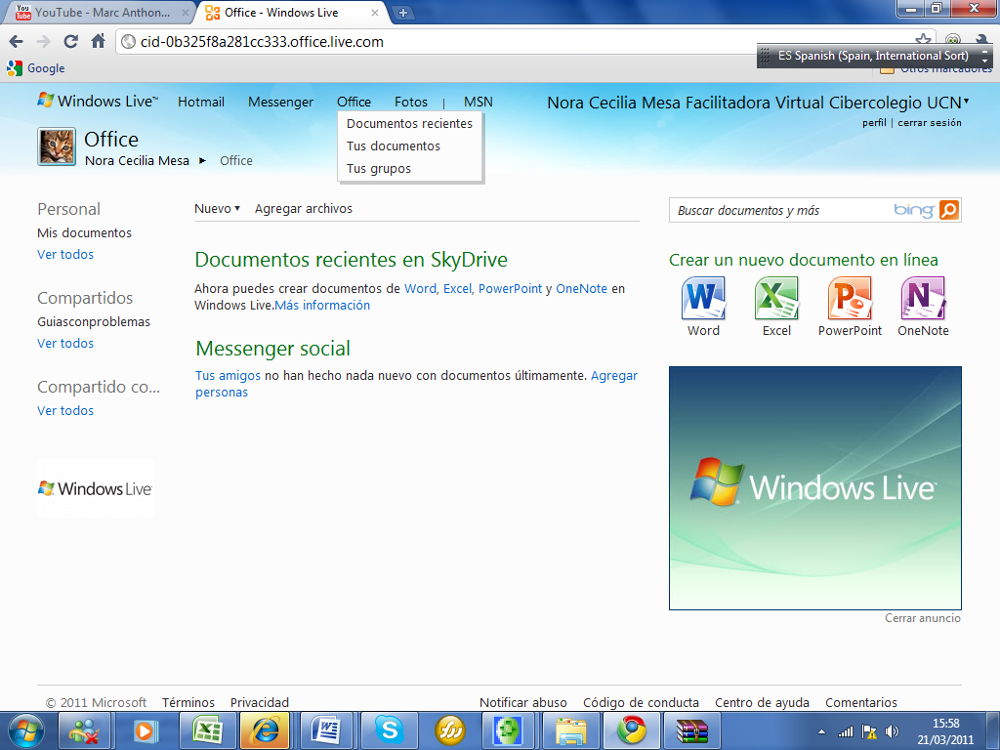 YouTube - Marc Anthon...
Office - Windows Live
cid-0b325f8a281cc333.office.live.com
ES Spanish (Spain, International Sort)
Google
Otros marcadores
Windows Live™ Hotmail Messenger Office Fotos | MSN
Nora Cecilia Mesa Facilitadora Virtual Cibercolegio UCN
perfil | cerrar sesión
Documentos recientes
Tus documentos
Tus grupos
Office
Nora Cecilia Mesa ► Office
Personal
Mis documentos
Ver todos
Compartidos
Guiasconproblemas
Ver todos
Compartido co...
Ver todos
Windows Live
Nuevo ▾ Agregar archivos
Documentos recientes en SkyDrive
Ahora puedes crear documentos de Word, Excel, PowerPoint y OneNote en
Windows Live.Más información
Messenger social
Tus amigos no han hecho nada nuevo con documentos últimamente. Agregar
personas
Buscar documentos y más bing
Crear un nuevo documento en línea
Word Excel PowerPoint OneNote
Windows Live
Cerrar anuncio
© 2011 Microsoft Términos Privacidad
Notificar abuso Código de conducta Centro de ayuda Comentarios
15:58
21/03/2011